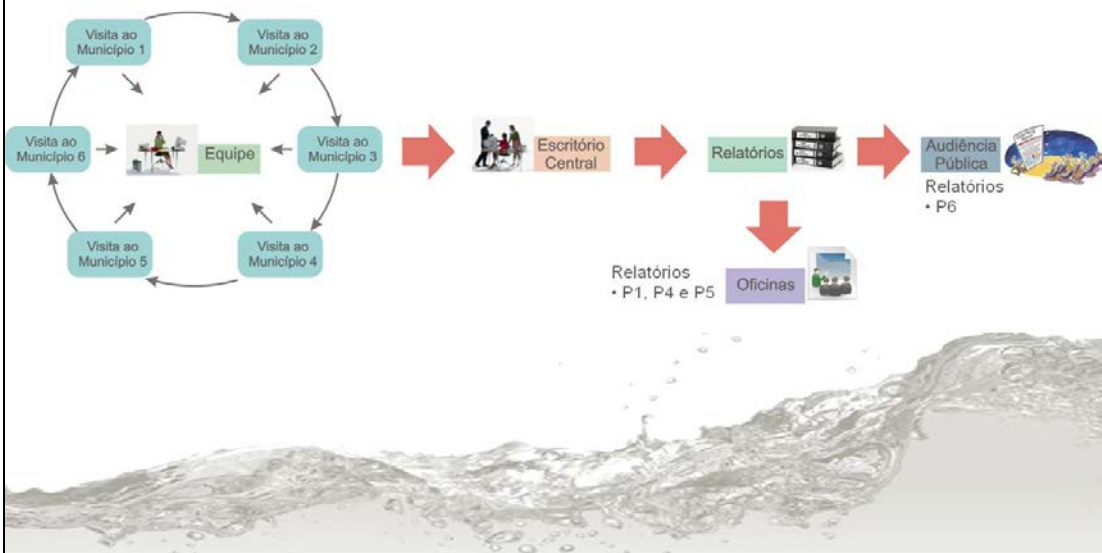 Visita ao
Município 1
Visita ao
Município 2
Visita ao
Município 6
Equipe
Visita ao
Município 3
Visita ao
Município 5
Visita ao
Município 4
Escritório
Central
Relatórios
Audiência
Pública
Relatórios
• P6
Relatórios
• P1, P4 e P5
Oficinas